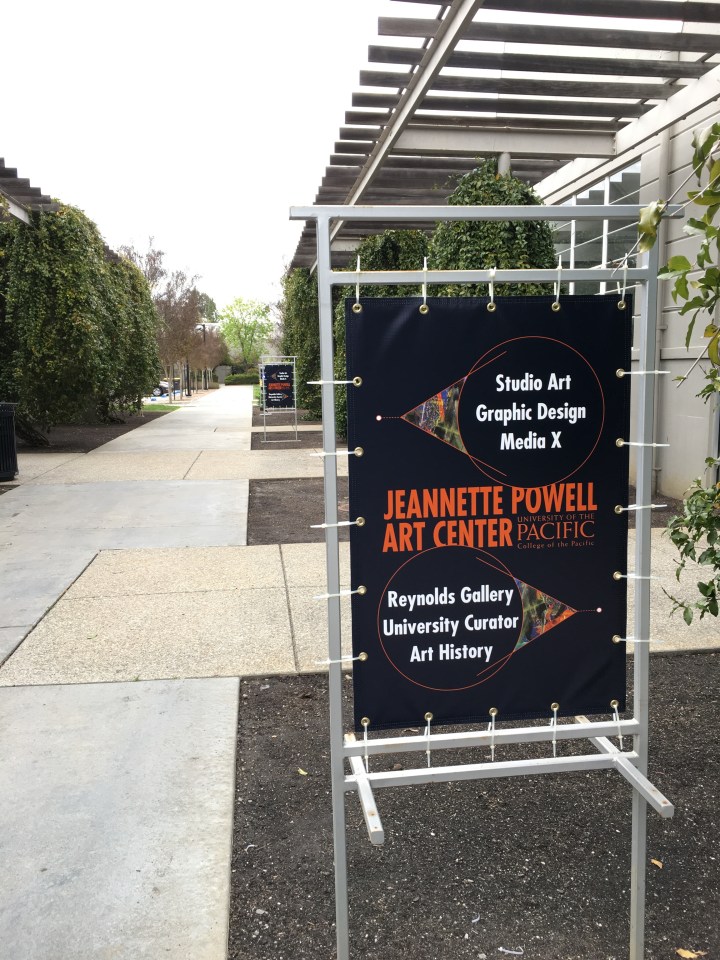 Studio Art
Graphic Design
Media X
JEANNETTE POWELL
ART CENTER
UNIVERSITY OF THE
PACIFIC
College of the Pacific
Reynolds Gallery
University Curator
Art History